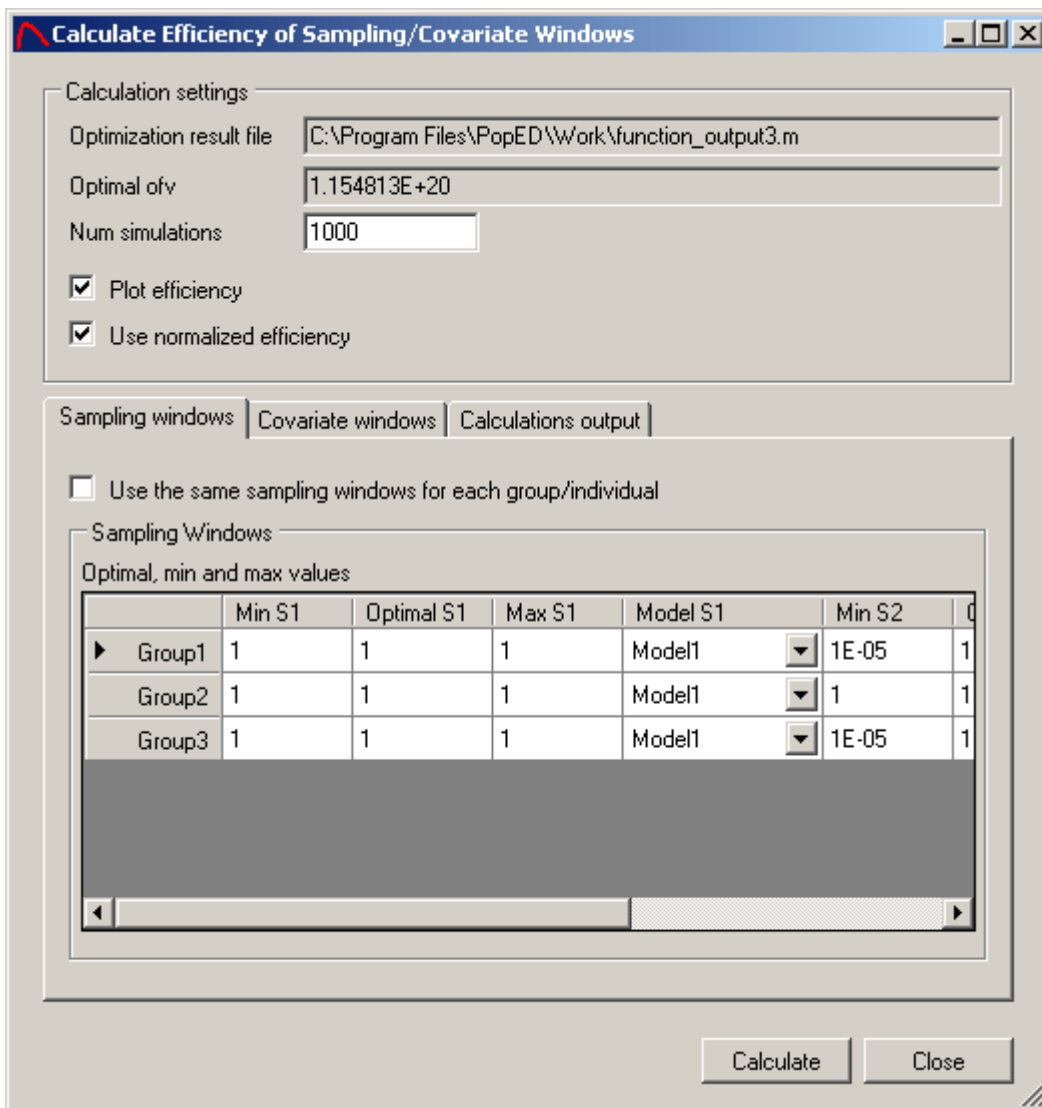 Calculate Efficiency of Sampling/Covariate Windows
Calculation settings
Optimization result file C:\Program Files\PopED\Work\function_output3.m
Optimal ofv 1.154813E+20
Num simulations 1000
Plot efficiency
Use normalized efficiency
Sampling windows Covariate windows Calculations output
Use the same sampling windows for each group/individual
Sampling Windows
Optimal, min and max values
Min S1 Optimal S1 Max S1 Model S1 Min S2
Group1 1 1 1 Model1 1E-05 1
Group2 1 1 1 Model1 1 1
Group3 1 1 1 Model1 1E-05 1
Calculate Close